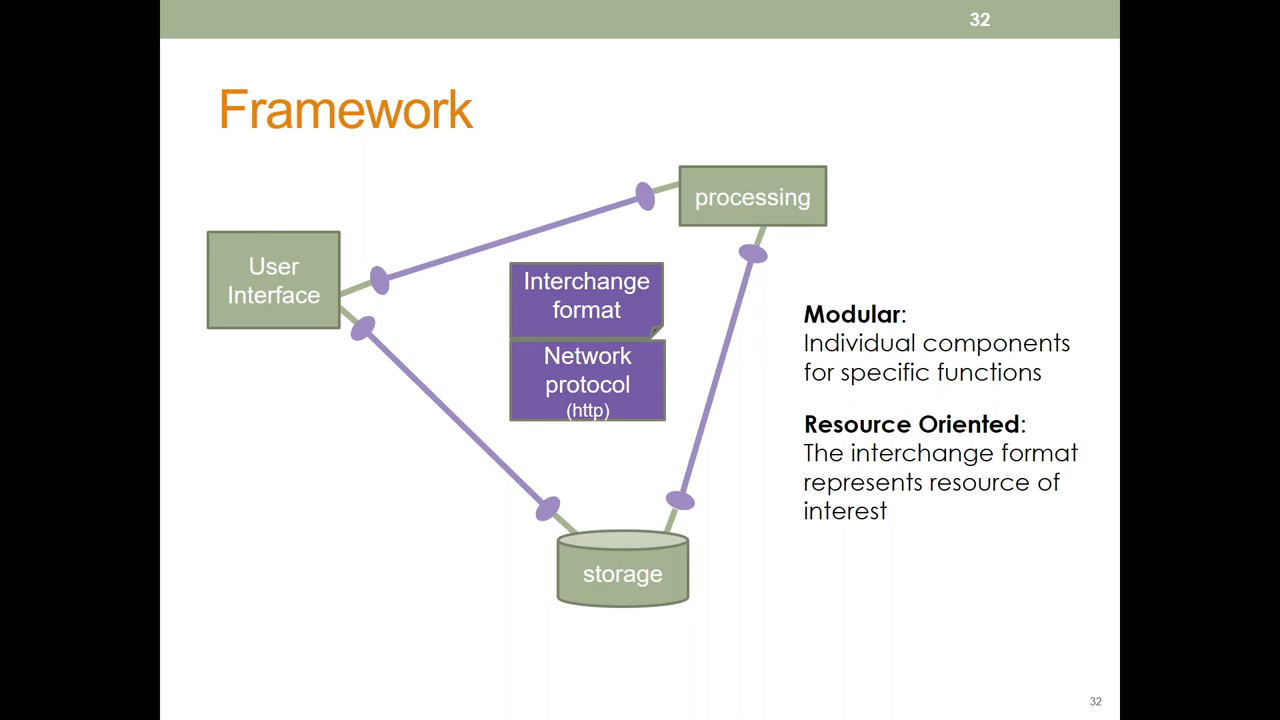 32
Framework
processing
User
Interface
Interchange
format
Network
protocol
(http)
Modular:
Individual components
for specific functions
Resource Oriented:
The interchange format
represents resource of
interest
storage
32